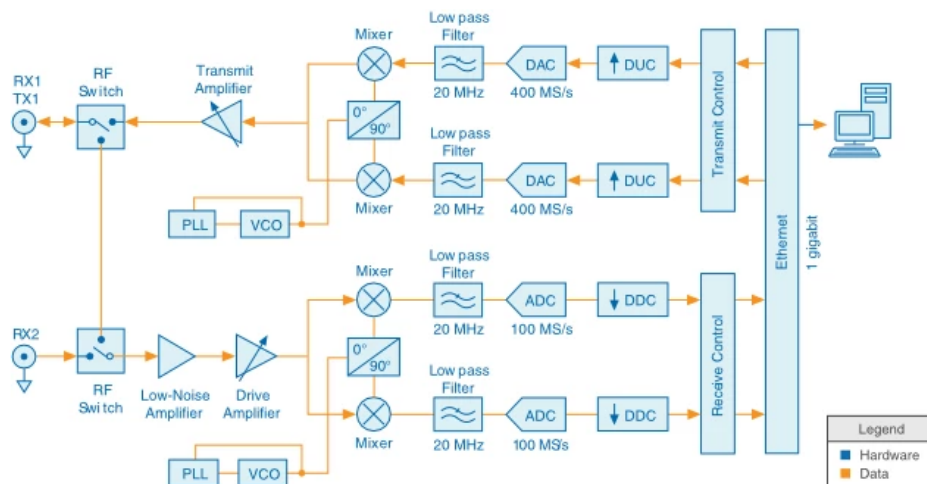 RX1
TX1
RF
Switch
Transmit
Amplifier
Mixer
0°
90°
Mixer
PLL
VCO
Low pass
Filter
20 MHz
DAC
400 MS/s
DUC
Low pass
Filter
20 MHz
DAC
400 MS/s
DUC
Transmit Control
Ethernet
1 gigabit
RX2
RF
Switch
Low-Noise
Amplifier
Drive
Amplifier
Mixer
0°
90°
Mixer
PLL
VCO
Low pass
Filter
20 MHz
ADC
100 MS/s
DDC
Low pass
Filter
20 MHz
ADC
100 MS/s
DDC
Receive Control
Legend
Hardware
Data